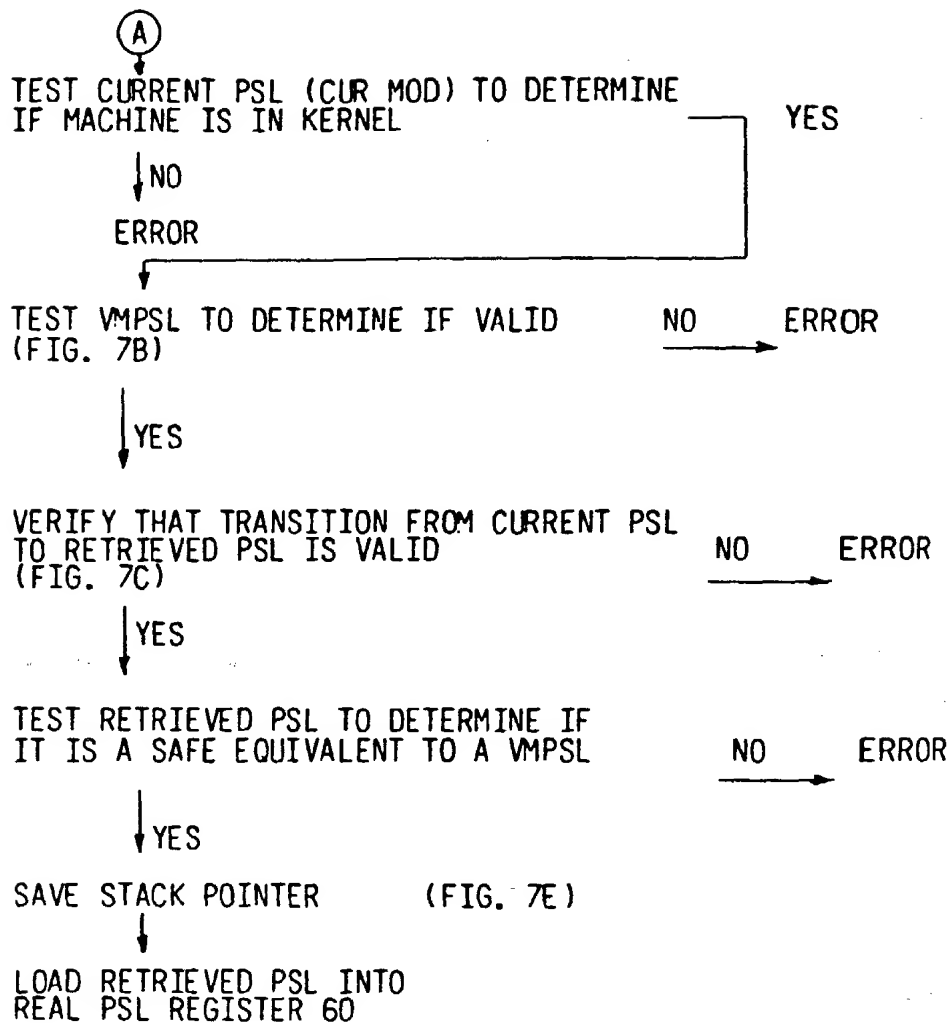 A
TEST CURRENT PSL (CUR MOD) TO DETERMINE
IF MACHINE IS IN KERNEL
YES
NO
ERROR
TEST VMPSL TO DETERMINE IF VALID NO ERROR
(FIG. 7B)
YES
VERIFY THAT TRANSITION FROM CURRENT PSL
TO RETRIEVED PSL IS VALID NO ERROR
(FIG. 7C)
YES
TEST RETRIEVED PSL TO DETERMINE IF
IT IS A SAFE EQUIVALENT TO A VMPSL NO ERROR
YES
SAVE STACK POINTER (FIG. 7E)
LOAD RETRIEVED PSL INTO
REAL PSL REGISTER 60